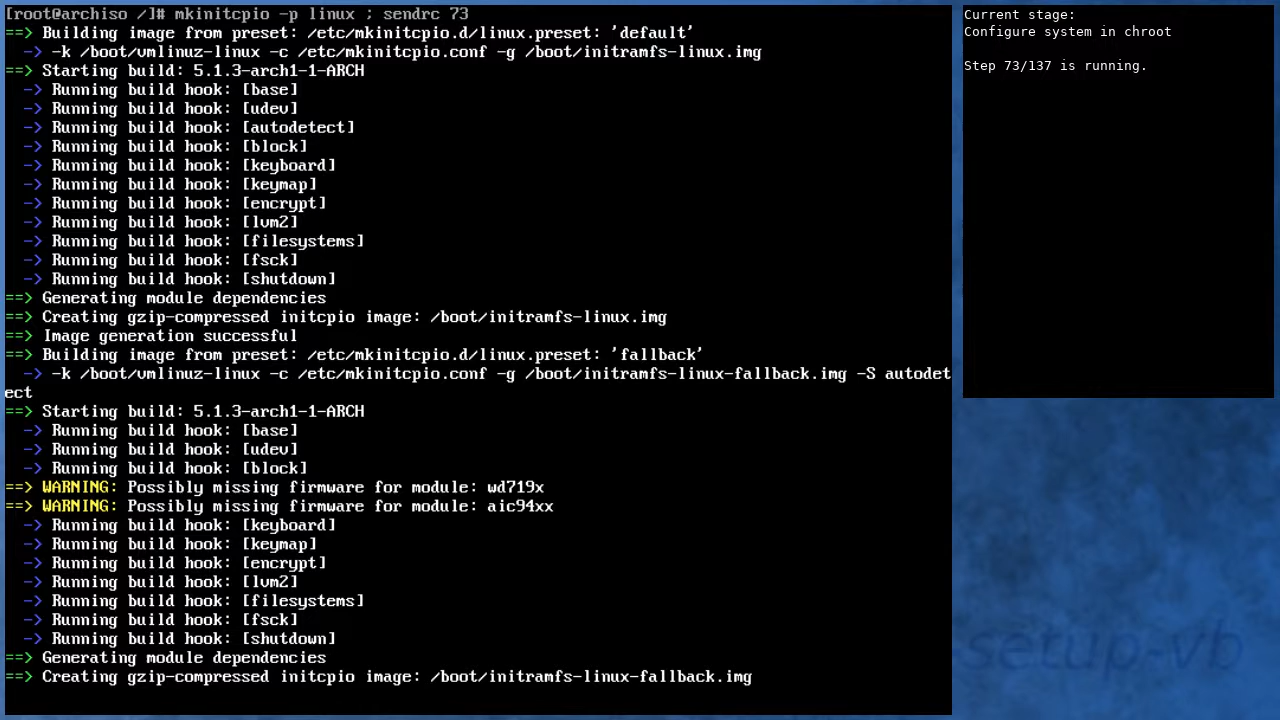 [root@archiso /]# mkinitcpio -p linux ; sendrc 73
==> Building image from preset: /etc/mkinitcpio.d/linux.preset: 'default'
  -> -k /boot/vmlinuz-linux -c /etc/mkinitcpio.conf -g /boot/initramfs-linux.img
==> Starting build: 5.1.3-arch1-1-ARCH
  -> Running build hook: [base]
  -> Running build hook: [udev]
  -> Running build hook: [autodetect]
  -> Running build hook: [block]
  -> Running build hook: [keyboard]
  -> Running build hook: [keymap]
  -> Running build hook: [encrypt]
  -> Running build hook: [lvm2]
  -> Running build hook: [filesystems]
  -> Running build hook: [fsck]
  -> Running build hook: [shutdown]
==> Generating module dependencies
==> Creating gzip-compressed initcpio image: /boot/initramfs-linux.img
==> Image generation successful
==> Building image from preset: /etc/mkinitcpio.d/linux.preset: 'fallback'
  -> -k /boot/vmlinuz-linux -c /etc/mkinitcpio.conf -g /boot/initramfs-linux-fallback.img -S autodet
ect
==> Starting build: 5.1.3-arch1-1-ARCH
  -> Running build hook: [base]
  -> Running build hook: [udev]
  -> Running build hook: [block]
==> WARNING: Possibly missing firmware for module: wd719x
==> WARNING: Possibly missing firmware for module: aic94xx
  -> Running build hook: [keyboard]
  -> Running build hook: [keymap]
  -> Running build hook: [encrypt]
  -> Running build hook: [lvm2]
  -> Running build hook: [filesystems]
  -> Running build hook: [fsck]
  -> Running build hook: [shutdown]
==> Generating module dependencies
==> Creating gzip-compressed initcpio image: /boot/initramfs-linux-fallback.img
Current stage:
Configure system in chroot
Step 73/137 is running.
setup-vb